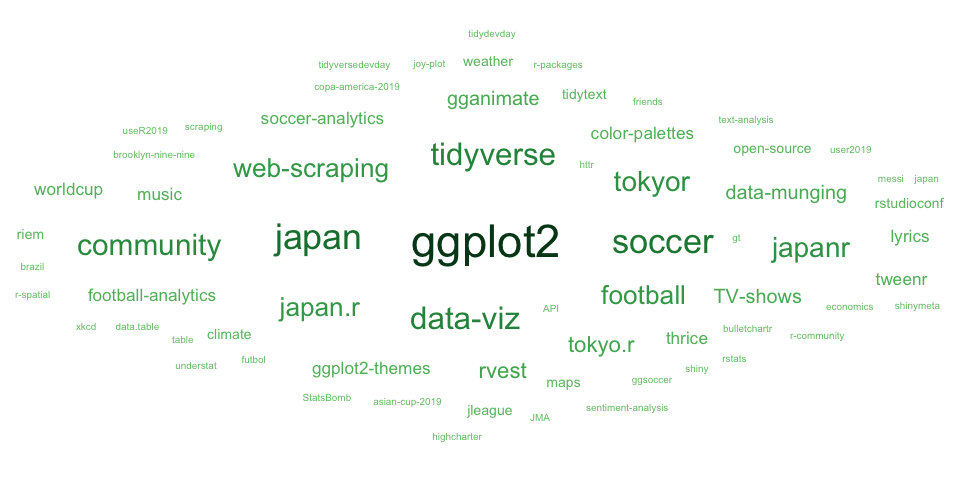 tidydevday
tidyversedevday joy-plot weather r-packages
copa-america-2019 gganimate tidytext friends
useR2019 scraping soccer-analytics color-palettes text-analysis
brooklyn-nine-nine web-scraping tidyverse httr open-source user2019
worldcup music tokyor data-munging messi japan
rstudioconf
riem community japan ggplot2 soccer gt japanr lyrics
brazil
r-spatial football-analytics japan.r football TV-shows tweenr
xkcd data.table data-viz API economics shinymeta
table climate tokyo.r thrice bulletchartr r-community
understat futbol ggplot2-themes rvest maps ggsoccer shiny rstats
StatsBomb asian-cup-2019 jleague JMA sentiment-analysis
highcharter